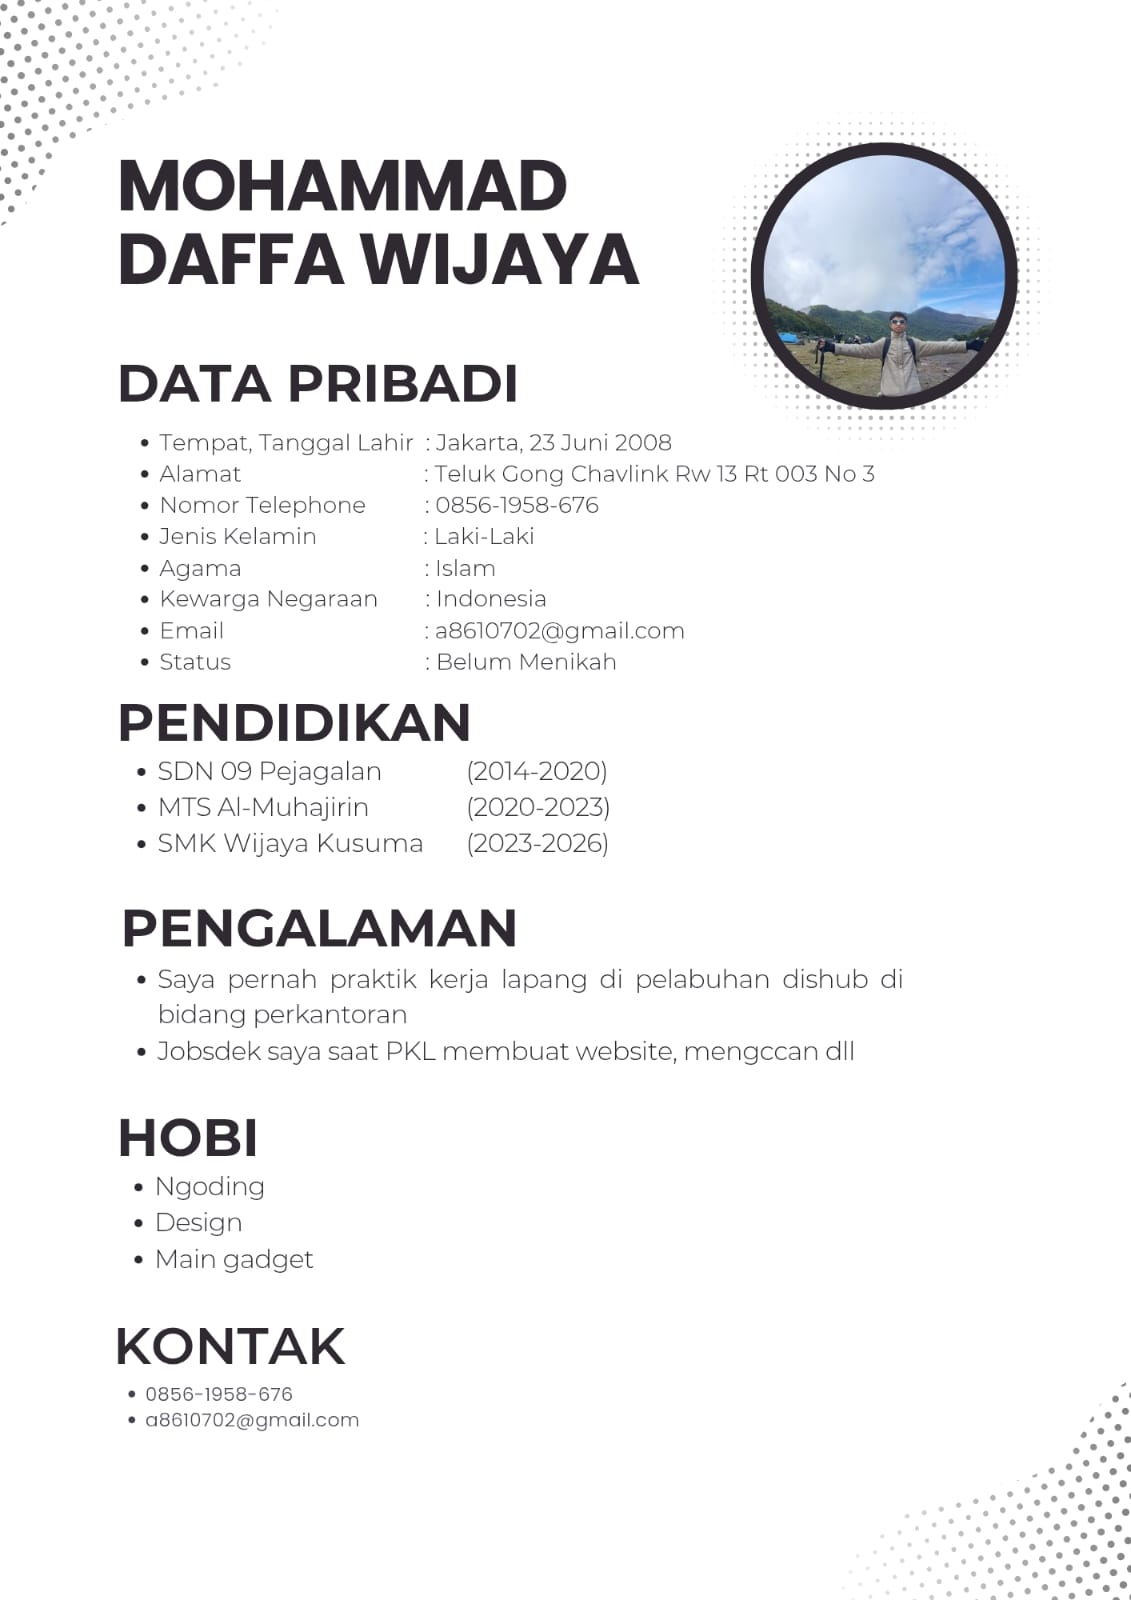 MOHAMMAD
DAFFA WIJAYA
DATA PRIBADI
Tempat, Tanggal Lahir : Jakarta, 23 Juni 2008
Alamat : Teluk Gong Chavlink Rw 13 Rt 003 No 3
Nomor Telephone : 0856-1958-676
Jenis Kelamin : Laki-Laki
Agama : Islam
Kewarga Negaraan : Indonesia
Email : a8610702@gmail.com
Status : Belum Menikah
PENDIDIKAN
SDN 09 Pejagalan (2014-2020)
MTS Al-Muhajirin (2020-2023)
SMK Wijaya Kusuma (2023-2026)
PENGALAMAN
Saya pernah praktik kerja lapang di pelabuhan dishub di
bidang perkantoran
Jobsdek saya saat PKL membuat website, mengccan dll
HOBI
Ngoding
Design
Main gadget
KONTAK
0856-1958-676
a8610702@gmail.com